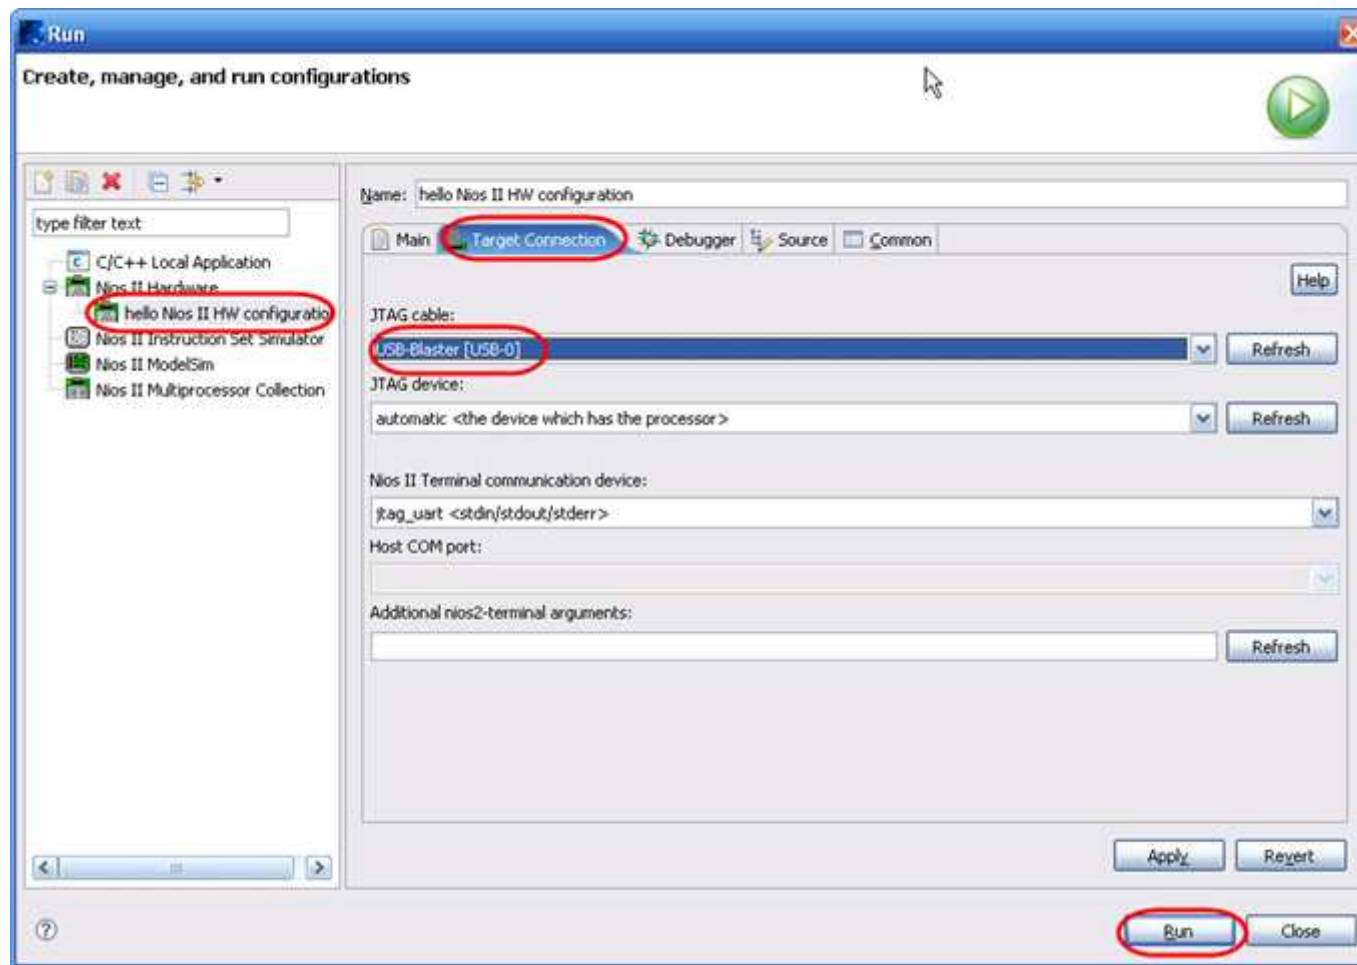 Run
Create, manage, and run configurations
type filter text
C/C++ Local Application
Nios II Hardware
hello Nios II HW configuratio
Nios II Instruction Set Simulator
Nios II ModelSim
Nios II Multiprocessor Collection
Name: hello Nios II HW configuration
Main Target Connection Debugger Source Common
Help
JTAG cable:
USB-Blaster [USB-0] Refresh
JTAG device:
automatic <the device which has the processor> Refresh
Nios II Terminal communication device:
jtag_uart <stdin/stdout/stderr>
Host COM port:
Additional nios2-terminal arguments:
Refresh
Apply Revert
Run Close